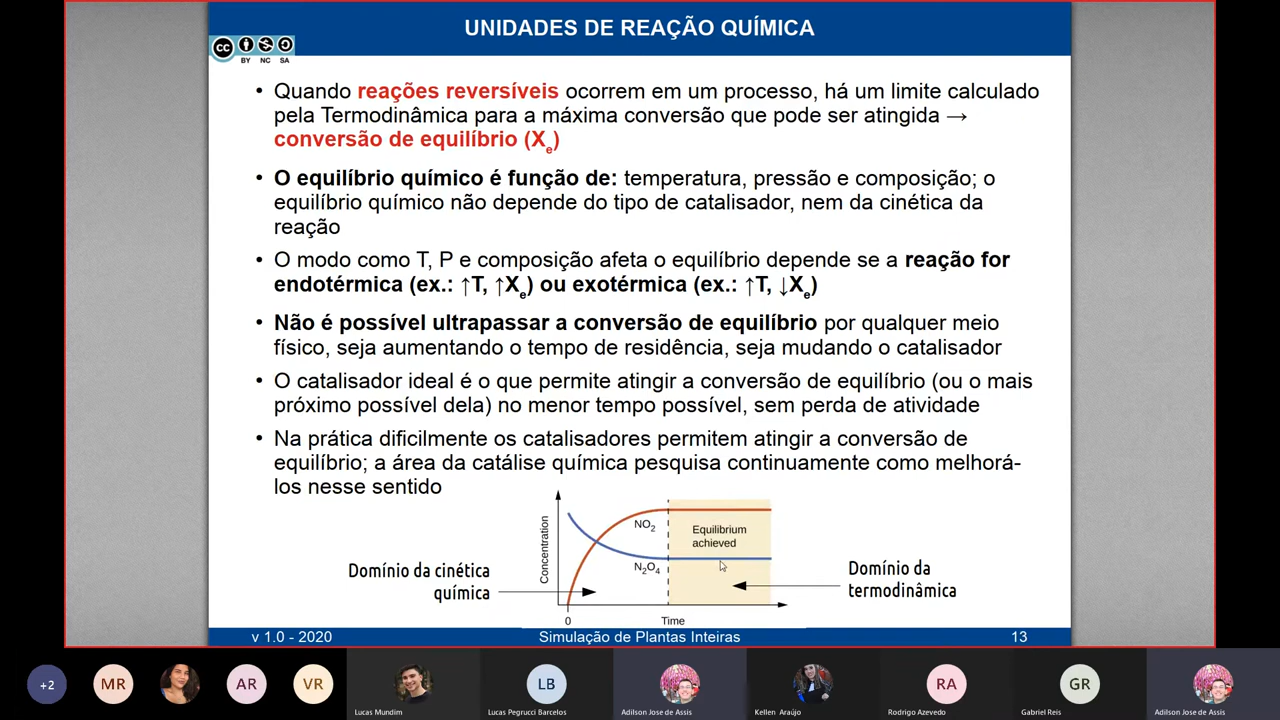 UNIDADES DE REAÇÃO QUÍMICA
cc
BY NC SA
• Quando reações reversíveis ocorrem em um processo, há um limite calculado
pela Termodinâmica para a máxima conversão que pode ser atingida →
conversão de equilíbrio (Xe)
• O equilíbrio químico é função de: temperatura, pressão e composição; o
equilíbrio químico não depende do tipo de catalisador, nem da cinética da
reação
• O modo como T, P e composição afeta o equilíbrio depende se a reação for
endotérmica (ex.: ↑T, ↑Xe) ou exotérmica (ex.: ↑T, ↓Xe)
• Não é possível ultrapassar a conversão de equilíbrio por qualquer meio
físico, seja aumentando o tempo de residência, seja mudando o catalisador
• O catalisador ideal é o que permite atingir a conversão de equilíbrio (ou o mais
próximo possível dela) no menor tempo possível, sem perda de atividade
• Na prática dificilmente os catalisadores permitem atingir a conversão de
equilíbrio; a área da catálise química pesquisa continuamente como melhorá-
los nesse sentido
Concentration
NO2
N2O4
Equilibrium
achieved
0
Time
Domínio da cinética
química
Domínio da
termodinâmica
v 1.0 - 2020
Simulação de Plantas Inteiras
13
+2
MR
AR
VR
Lucas Mundim
LB
Lucas Pegrucci Barcelos
Adilson Jose de Assis
Kellen Araújo
RA
Rodrigo Azevedo
GR
Gabriel Reis
Adilson Jose de Assis